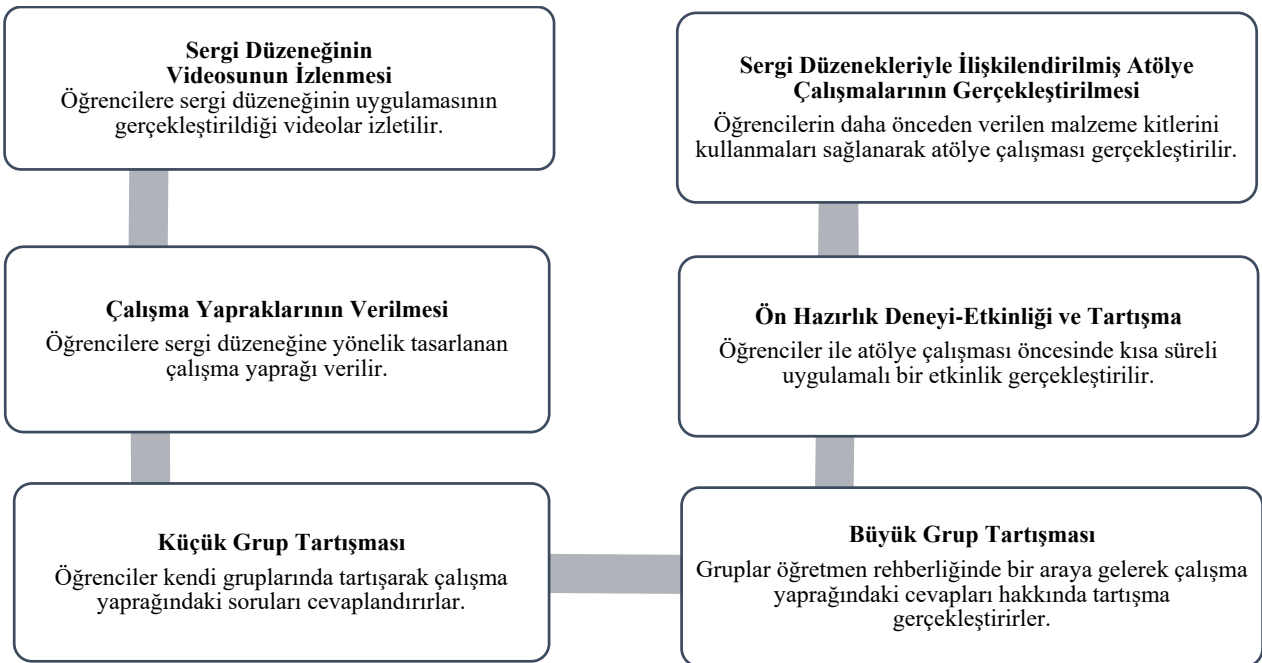 Sergi Düzeneğinin
Videosunun İzlenmesi
Öğrencilere sergi düzeneğinin uygulamasının
gerçekleştirildiği videolar izletilir.
Çalışma Yapraklarının Verilmesi
Öğrencilere sergi düzeneğine yönelik tasarlanan
çalışma yaprağı verilir.
Küçük Grup Tartışması
Öğrenciler kendi gruplarında tartışarak çalışma
yaprağındaki soruları cevaplandırırlar.
Büyük Grup Tartışması
Gruplar öğretmen rehberliğinde bir araya gelerek çalışma
yaprağındaki cevapları hakkında tartışma
gerçekleştirirler.
Ön Hazırlık Deneyi-Etkinliği ve Tartışma
Öğrenciler ile atölye çalışması öncesinde kısa süreli
uygulamalı bir etkinlik gerçekleştirilir.
Sergi Düzenekleriyle İlişkilendirilmiş Atölye
Çalışmalarının Gerçekleştirilmesi
Öğrencilerin daha önceden verilen malzeme kitlerini
kullanmaları sağlanarak atölye çalışması gerçekleştirilir.